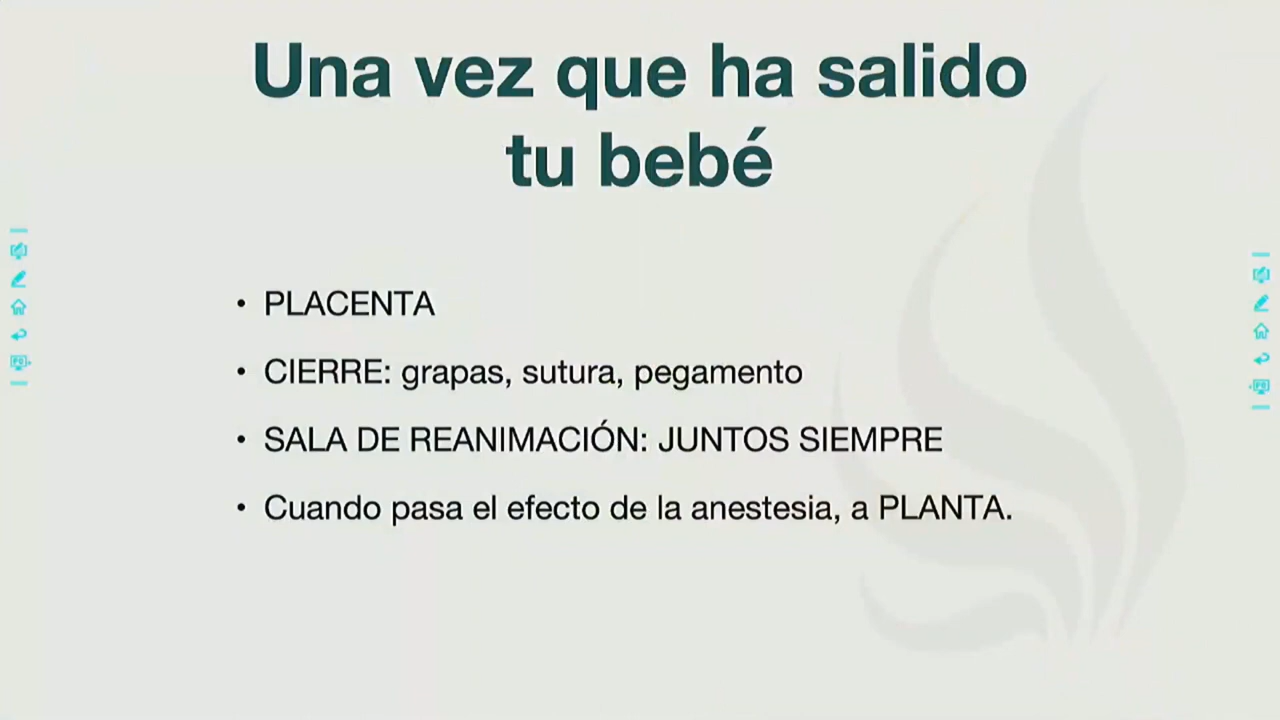 Una vez que ha salido
tu bebé
• PLACENTA
• CIERRE: grapas, sutura, pegamento
• SALA DE REANIMACIÓN: JUNTOS SIEMPRE
• Cuando pasa el efecto de la anestesia, a PLANTA.